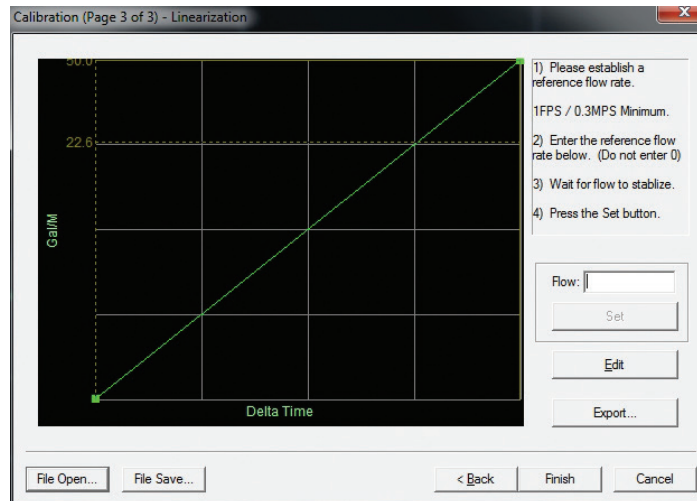 Calibration (Page 3 of 3) - Linearization
X
50.0
22.6
Gal/M
Delta Time
1) Please establish a
reference flow rate.
1FPS / 0.3MPS Minimum.
2) Enter the reference flow
rate below. (Do not enter 0)
3) Wait for flow to stablize.
4) Press the Set button.
Flow:
Set
Edit
Export...
File Open...
File Save...
< Back
Finish
Cancel